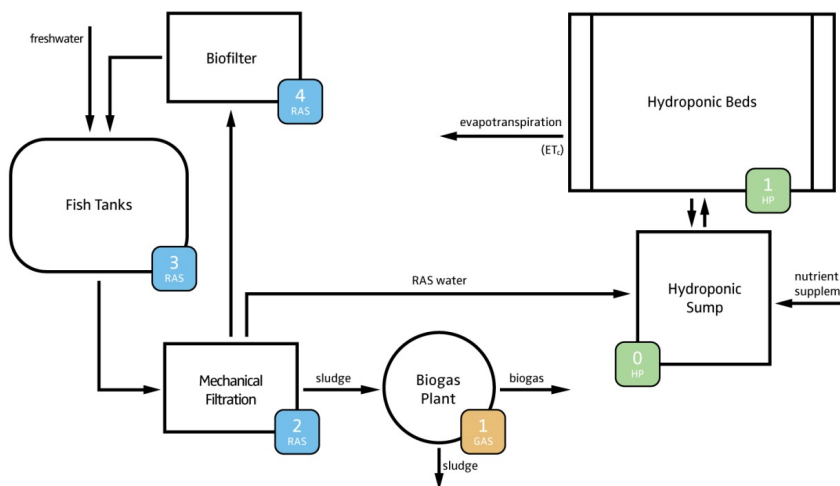 freshwater
Biofilter
4
RAS
Hydroponic Beds
evapotranspiration
(ETc)
1
HP
Fish Tanks
3
RAS
RAS water
Hydroponic
Sump
nutrient
supplem
0
HP
Mechanical
Filtration
sludge
Biogas
Plant
biogas
2
RAS
1
GAS
sludge